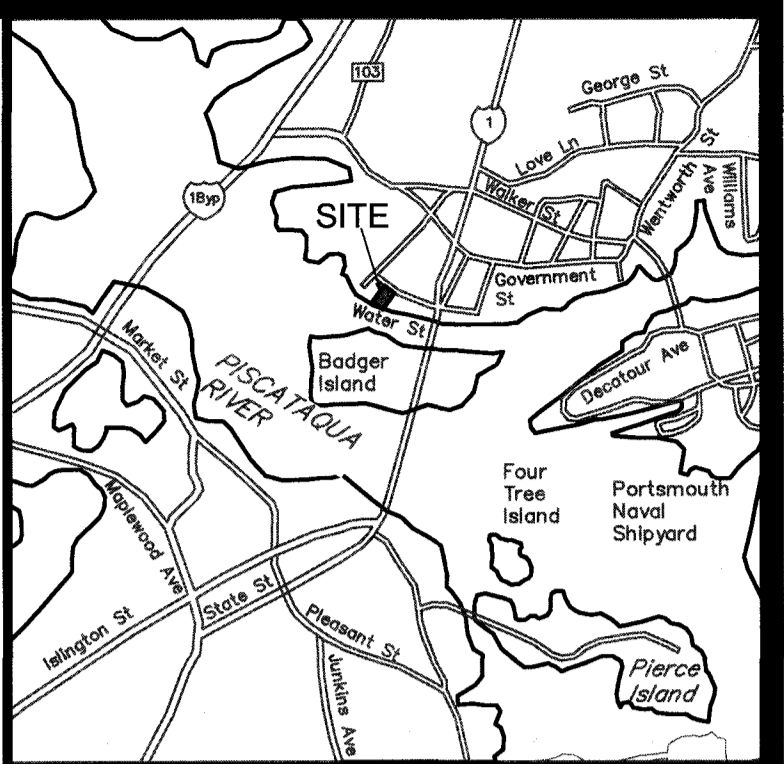 103
George St
1
Love Ln
Wentworth St
Williams
Ave
1Byp
SITE
Walker St
Government
St
Water St
Market St
PISCATAQUA
RIVER
Badger
Island
Decatour Ave
Four
Tree
Island
Portsmouth
Naval
Shipyard
Maplewood Ave
State St
Islington St
Pleasant St
Junkins Ave
Pierce
Island